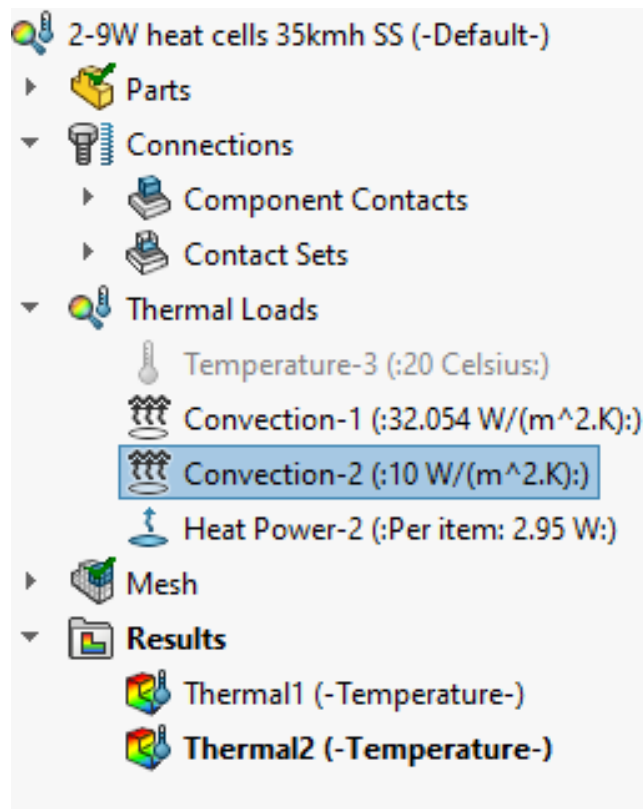 2-9W heat cells 35kmh SS (-Default-)
Parts
Connections
Component Contacts
Contact Sets
Thermal Loads
Temperature-3 (:20 Celsius:)
Convection-1 (:32.054 W/(m^2.K):)
Convection-2 (:10 W/(m^2.K):)
Heat Power-2 (:Per item: 2.95 W:)
Mesh
Results
Thermal1 (-Temperature-)
Thermal2 (-Temperature-)